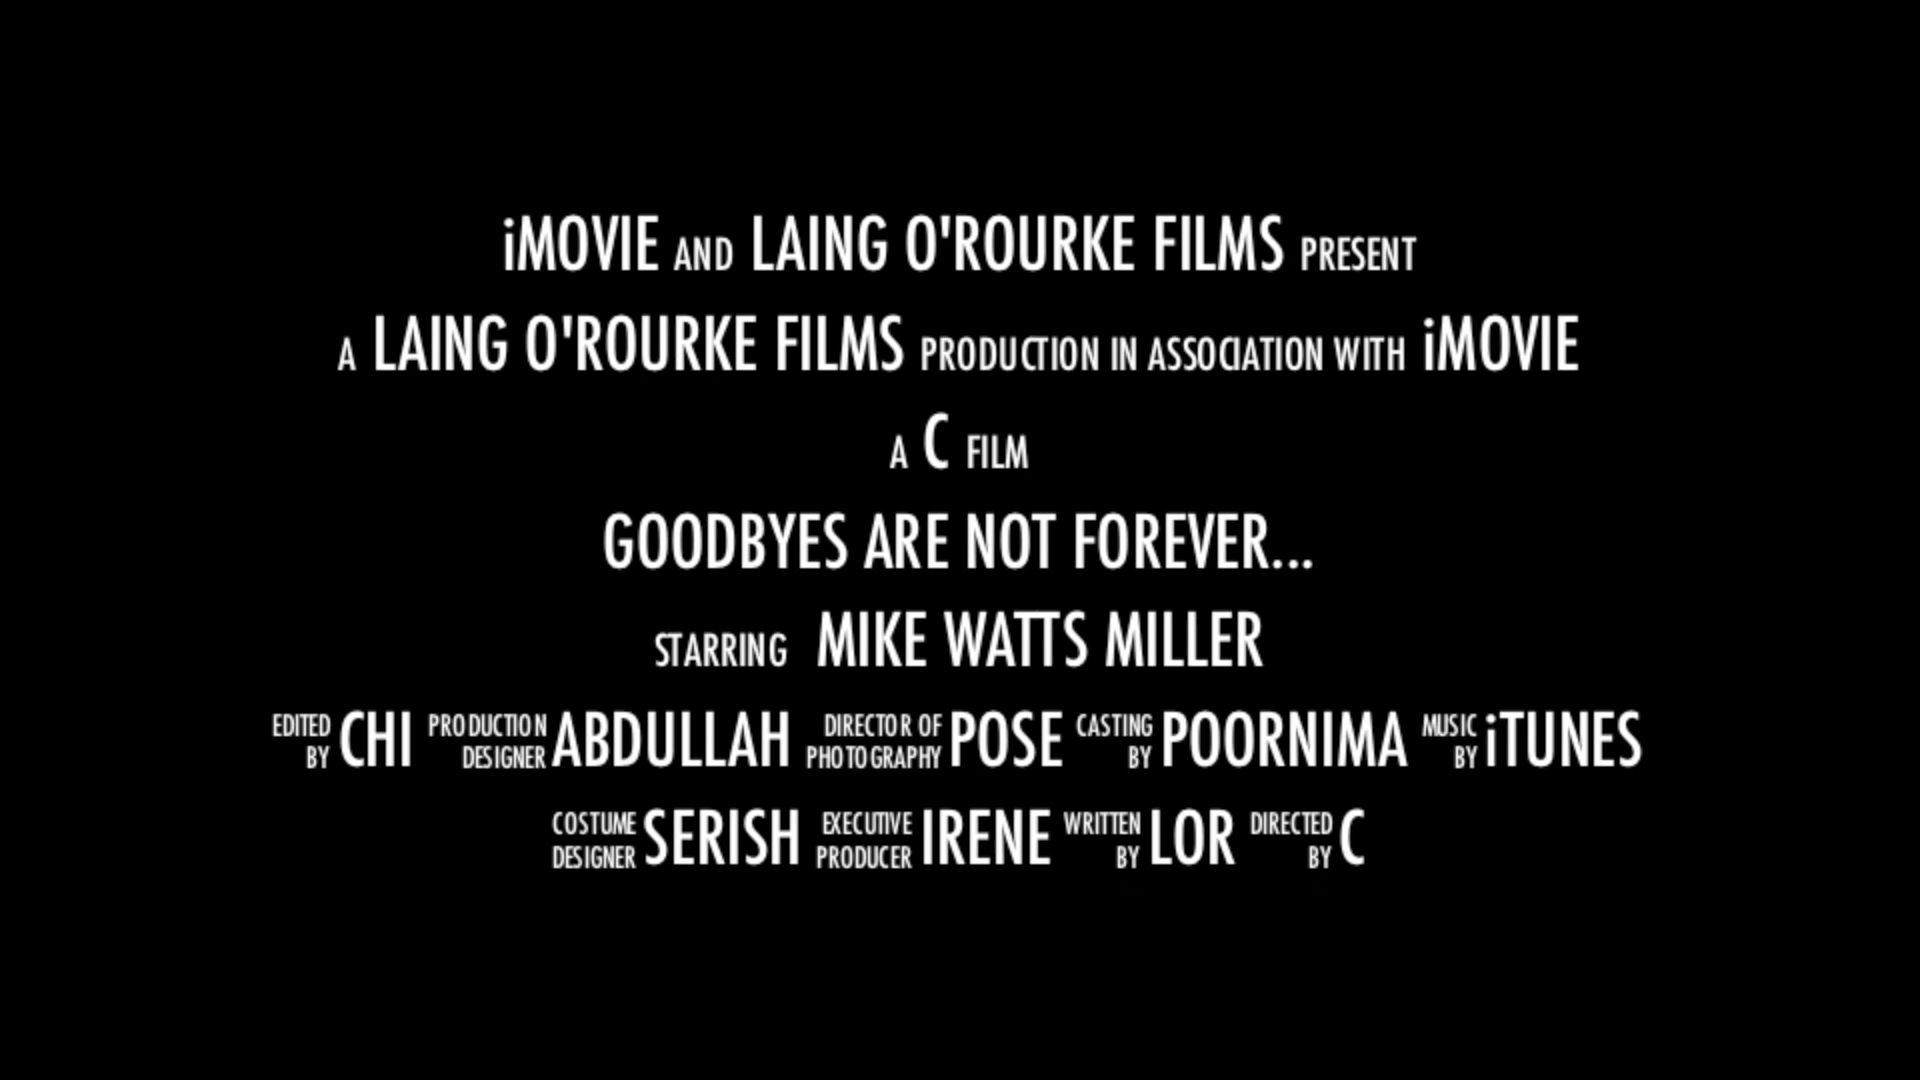 iMOVIE AND LAING O'ROURKE FILMS PRESENT
A LAING O'ROURKE FILMS PRODUCTION IN ASSOCIATION WITH iMOVIE
A C FILM
GOODBYES ARE NOT FOREVER...
STARRING MIKE WATTS MILLER
EDITED BY CHI PRODUCTION DESIGNER ABDULLAH DIRECTOR OF PHOTOGRAPHY POSE CASTING BY POORNIMA MUSIC BY iTUNES
COSTUME DESIGNER SERISH EXECUTIVE PRODUCER IRENE WRITTEN BY LOR DIRECTED BY C